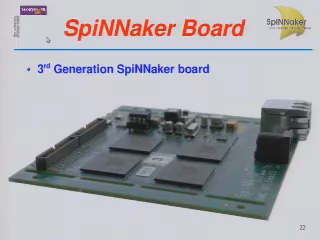 SpiNNaker Board
SpiNNaker
• 3rd Generation SpiNNaker board
22